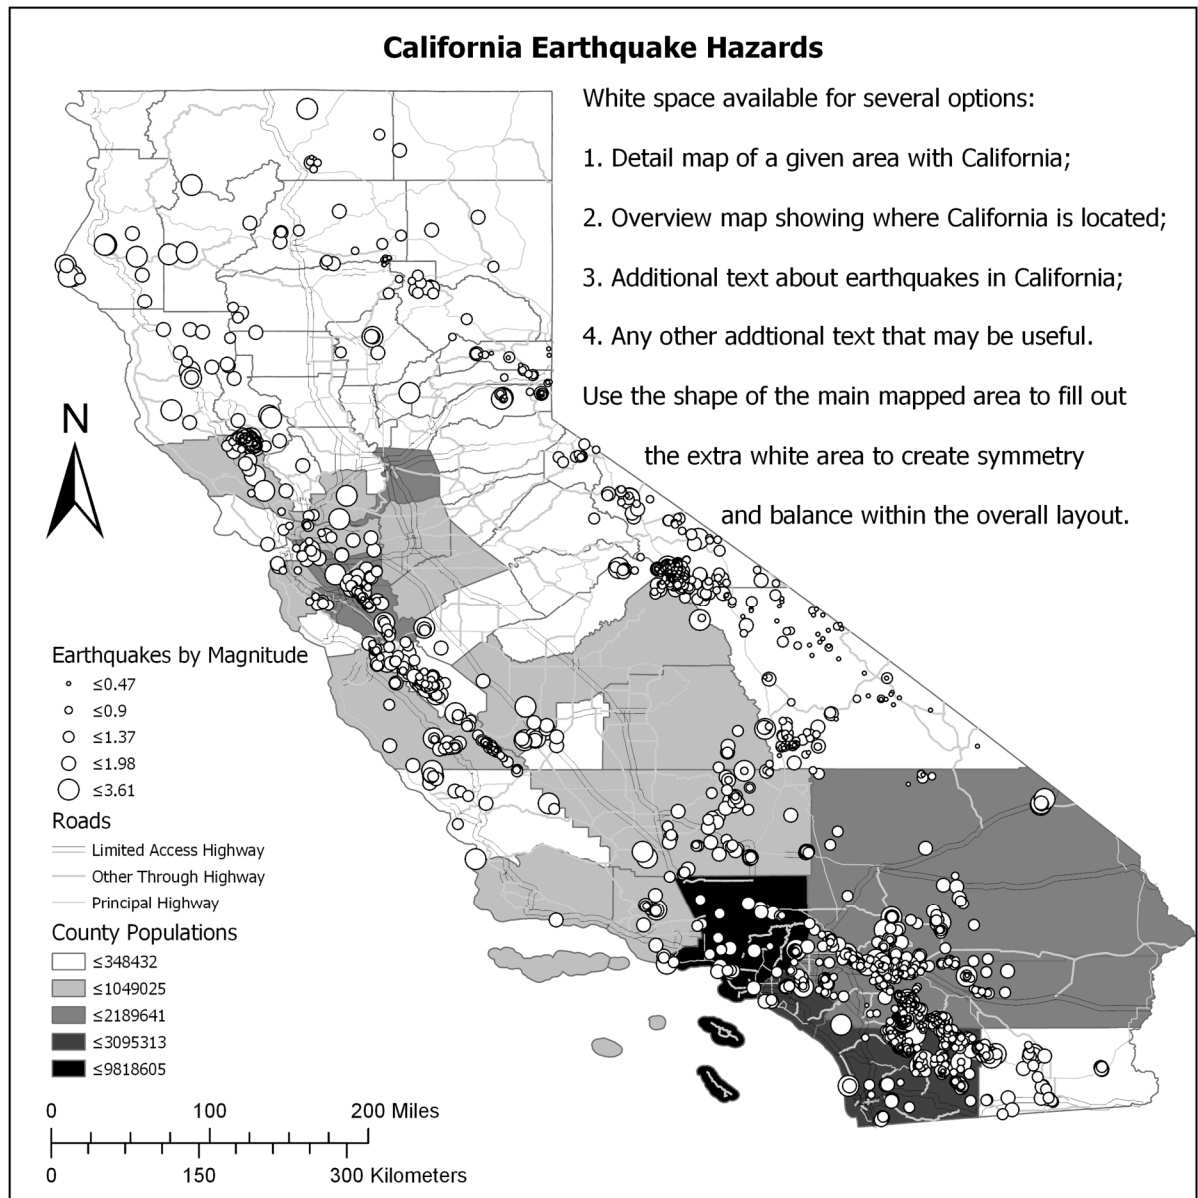 California Earthquake Hazards
White space available for several options:
1. Detail map of a given area with California;
2. Overview map showing where California is located;
3. Additional text about earthquakes in California;
4. Any other addtional text that may be useful.
Use the shape of the main mapped area to fill out
the extra white area to create symmetry
and balance within the overall layout.
N
Earthquakes by Magnitude
≤0.47
≤0.9
≤1.37
≤1.98
≤3.61
Roads
Limited Access Highway
Other Through Highway
Principal Highway
County Populations
≤348432
≤1049025
≤2189641
≤3095313
≤9818605
0 100 200 Miles
0 150 300 Kilometers